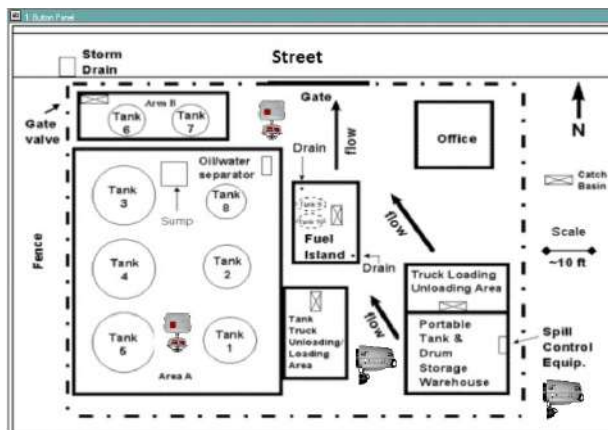 1 Button Panel
Storm
Drain
Street
Gate
valve
Area B
Tank
6
Tank
7
Gate
flow
Office
N
Drain
Catch
Basin
Oil/water
separator
Tank
3
Sump
Tank
8
Fuel
Island
flow
Scale
~10 ft
Fence
Tank
4
Tank
2
Drain
Truck Loading
Unloading Area
Tank
5
Tank
1
Area A
Tank
Truck
Unloading/
Loading
Area
flow
Portable
Tank &
Drum
Storage
Warehouse
Spill
Control
Equip.